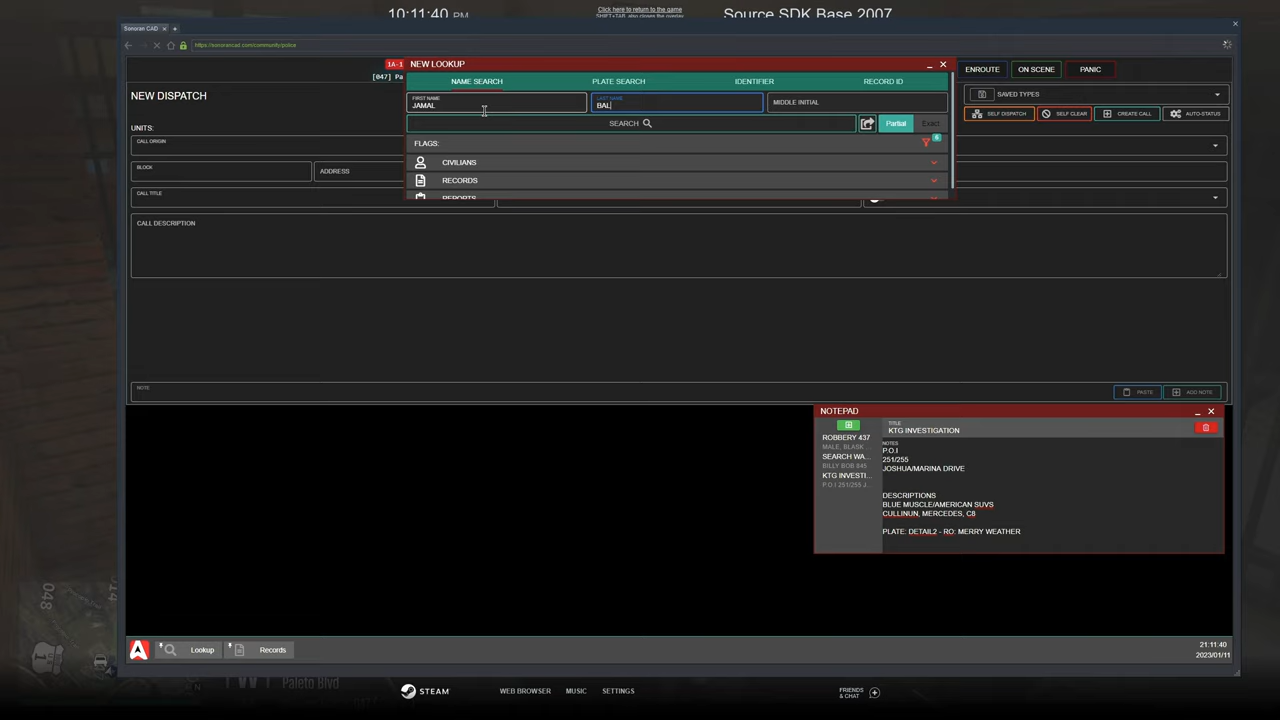 10:11:40 PM
Click here to return to the game
SHIFT+TAB also closes the overlay
Source SDK Base 2007
Sonoran CAD
https://sonorancad.com/community/police
1A-1
NEW LOOKUP
ENROUTE
ON SCENE
PANIC
[047] Pa
NAME SEARCH
PLATE SEARCH
IDENTIFIER
RECORD ID
NEW DISPATCH
SAVED TYPES
FIRST NAME
JAMAL
LAST NAME
BAL
MIDDLE INITIAL
SELF DISPATCH
SELF CLEAR
CREATE CALL
AUTO-STATUS
SEARCH
Partial
Exact
UNITS:
FLAGS:
6
CALL ORIGIN
CIVILIANS
BLOCK
ADDRESS
RECORDS
CALL TITLE
REPORTS
CALL DESCRIPTION
NOTE
PASTE
ADD NOTE
NOTEPAD
TITLE
KTG INVESTIGATION
ROBBERY 437
MALE, BLASK ...
SEARCH WA...
BILLY BOB 845
KTG INVESTI...
P.O.I 251/255 J...
NOTES
P.O.I
251/255
JOSHUA/MARINA DRIVE
DESCRIPTIONS
BLUE MUSCLE/AMERICAN SUVS
CULLINUN, MERCEDES, C8
PLATE: DETAIL2 - RO: MERRY WEATHER
048
1
Paleto Blvd
Lookup
Records
21:11:40
2023/01/11
STEAM
WEB BROWSER
MUSIC
SETTINGS
FRIENDS
& CHAT